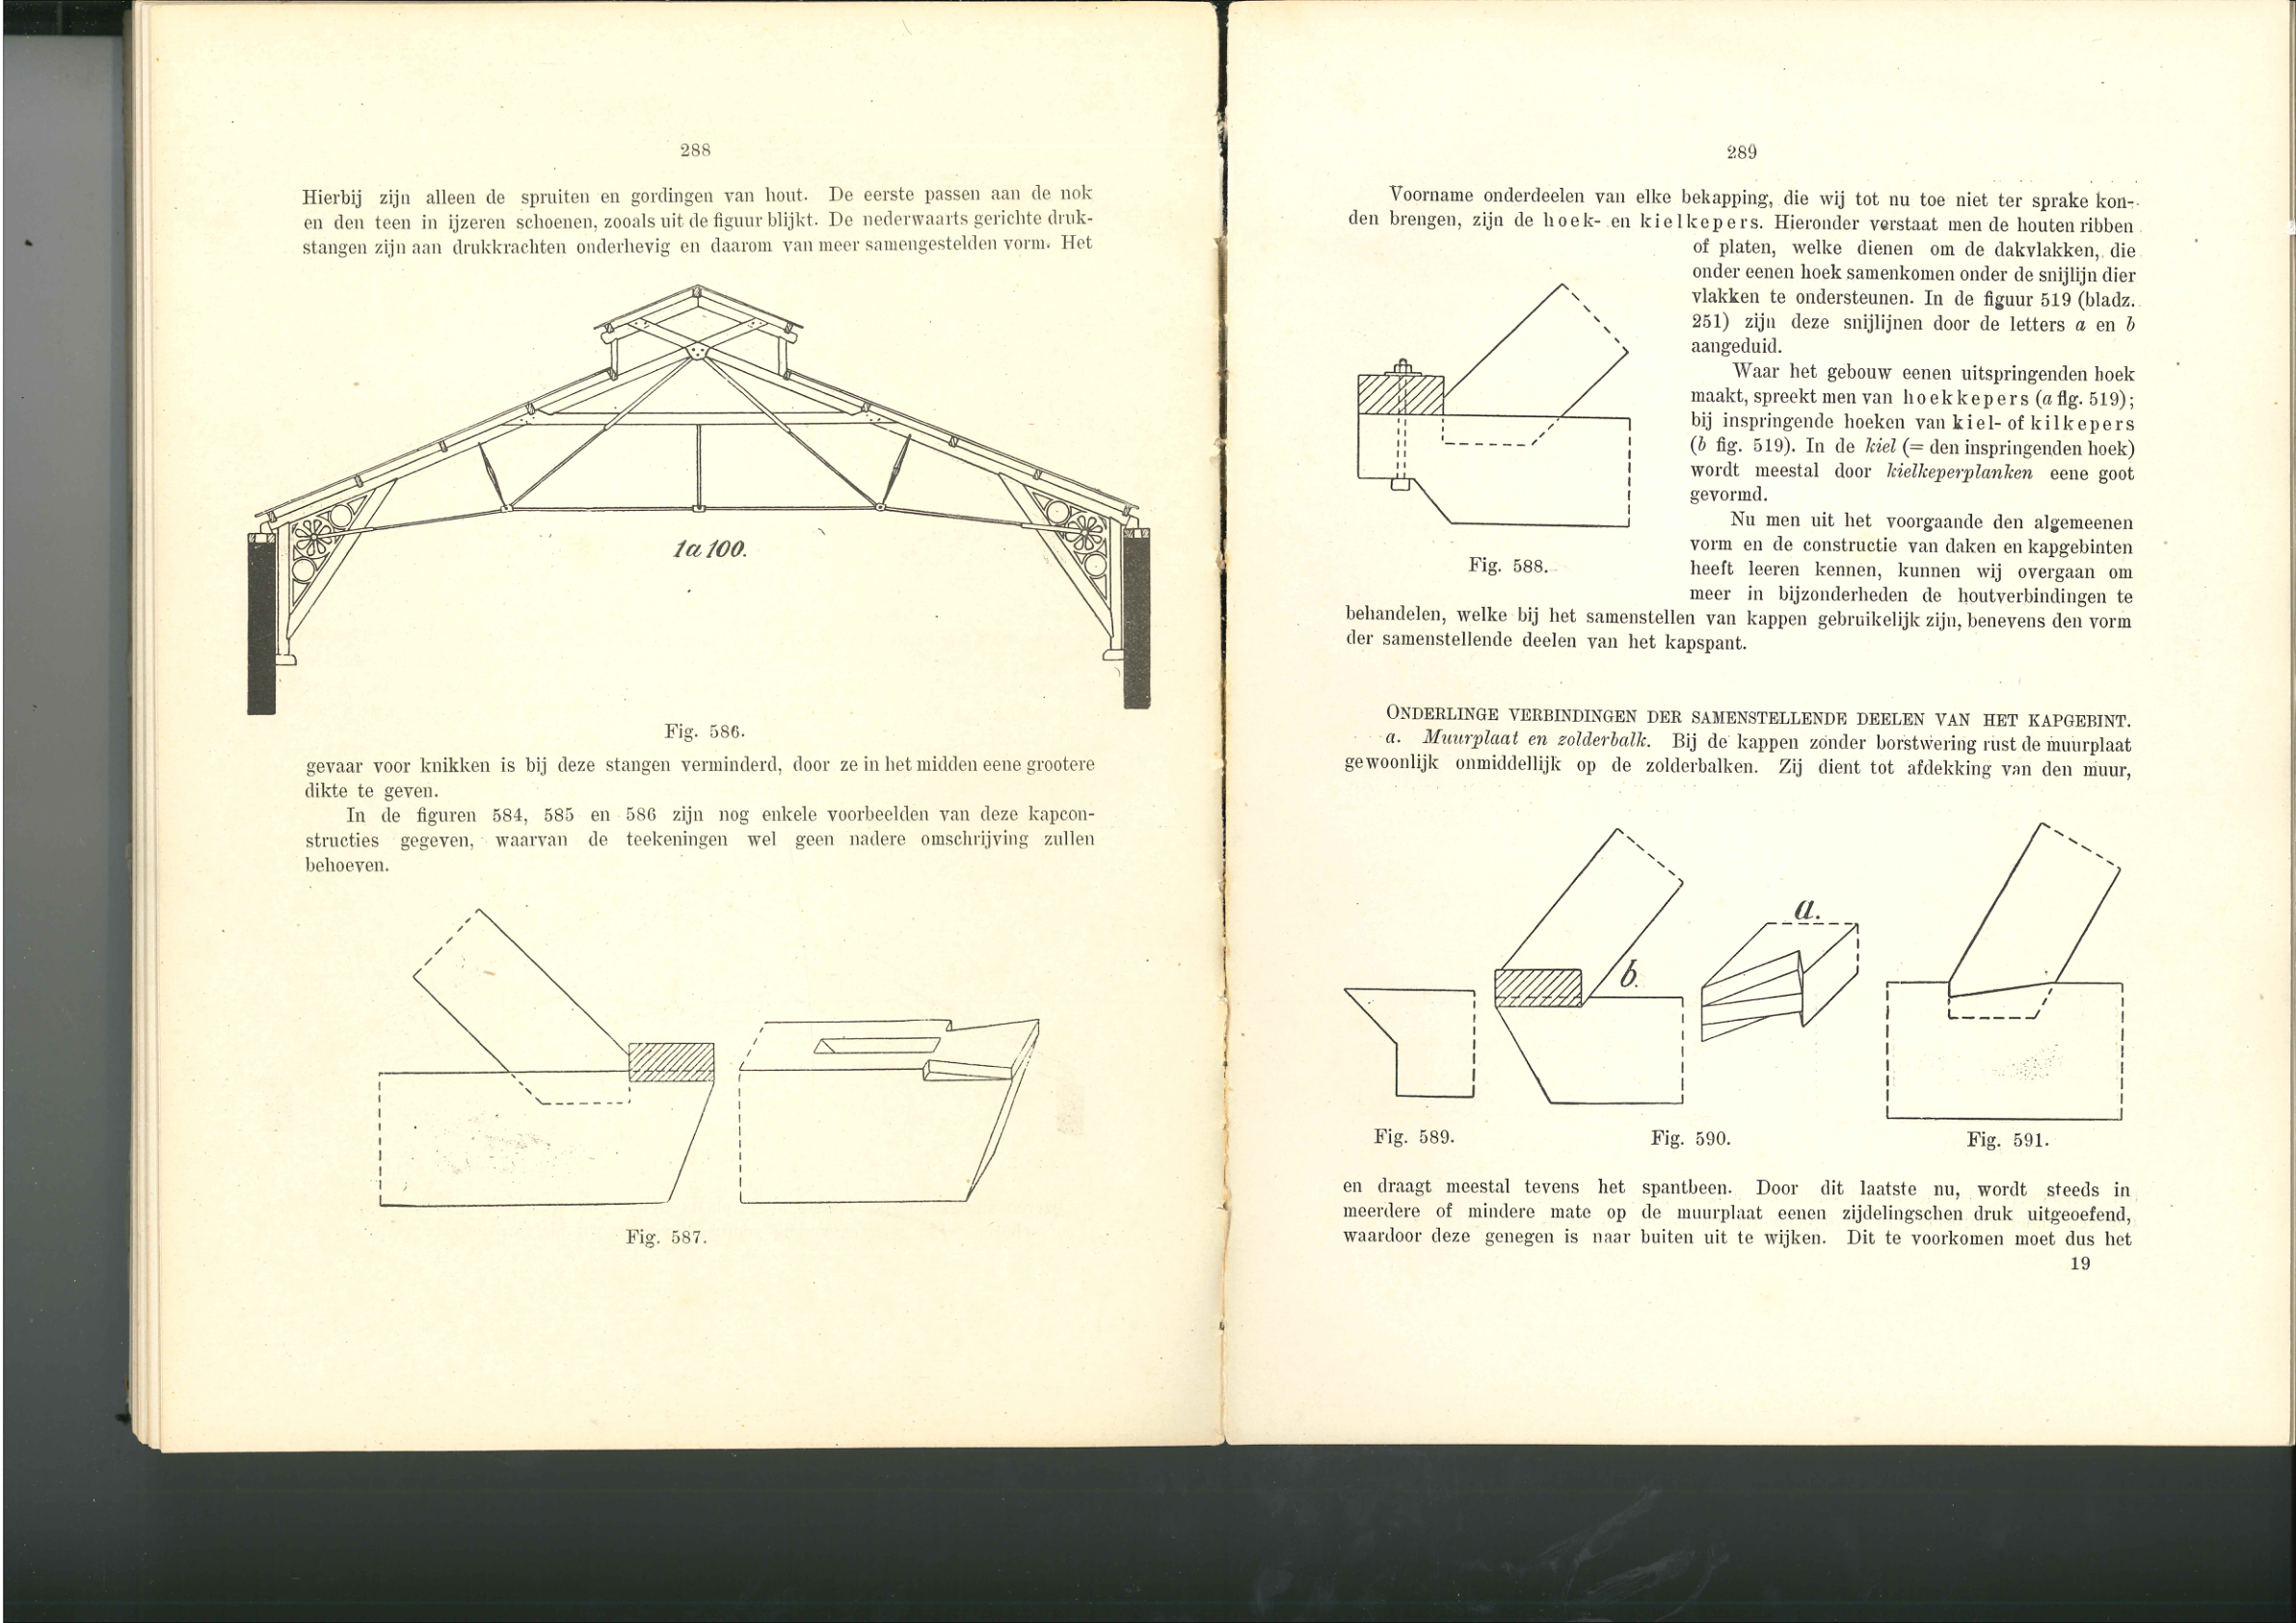 288
Hierbij zijn alleen de spruiten en gordingen van hout. De eerste passen aan de nok
en den teen in ijzeren schoenen, zooals uit de figuur blijkt. De nederwaarts gerichte druk-
stangen zijn aan drukkrachten onderhevig en daarom van meer samengestelden vorm. Het
1a100.
Fig. 586.
gevaar voor knikken is bij deze stangen verminderd, door ze in het midden eene grootere
dikte te geven.
In de figuren 584, 585 en 586 zijn nog enkele voorbeelden van deze kapcon-
structies gegeven, waarvan de teekeningen wel geen nadere omschrijving zullen
behoeven.
Fig. 587.
289
Voorname onderdeelen van elke bekapping, die wij tot nu toe niet ter sprake kon-
den brengen, zijn de hoek- en kielkepers. Hieronder verstaat men de houten ribben
of platen, welke dienen om de dakvlakken, die
onder eenen hoek samenkomen onder de snijlijn dier
vlakken te ondersteunen. In de figuur 519 (bladz.
251) zijn deze snijlijnen door de letters a en b
aangeduid.
Waar het gebouw eenen uitspringenden hoek
maakt, spreekt men van hoekkepers (a fig. 519);
bij inspringende hoeken van kiel- of kilkepers
(b fig. 519). In de kiel (= den inspringenden hoek)
wordt meestal door kielkeperplanken eene goot
gevormd.
Nu men uit het voorgaande den algemeenen
vorm en de constructie van daken en kapgebinten
heeft leeren kennen, kunnen wij overgaan om
meer in bijzonderheden de houtverbindingen te
Fig. 588.
behandelen, welke bij het samenstellen van kappen gebruikelijk zijn, benevens den vorm
der samenstellende deelen van het kapspant.
ONDERLINGE VERBINDINGEN DER SAMENSTELLENDE DEELEN VAN HET KAPGEBINT.
a. Muurplaat en zolderbalk. Bij de kappen zonder borstwering rust de muurplaat
gewoonlijk onmiddellijk op de zolderbalken. Zij dient tot afdekking van den muur,
a.
b.
Fig. 589.
Fig. 590.
Fig. 591.
en draagt meestal tevens het spantbeen. Door dit laatste nu, wordt steeds in
meerdere of mindere mate op de muurplaat eenen zijdelingschen druk uitgeoefend,
waardoor deze genegen is naar buiten uit te wijken. Dit te voorkomen moet dus het
19